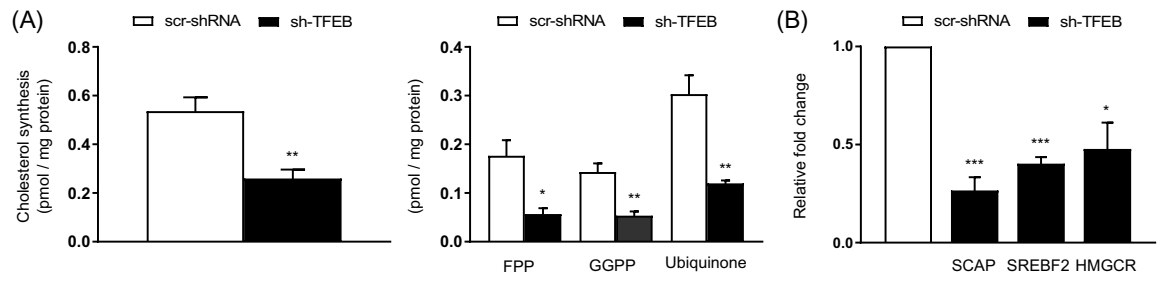 (A)
scr-shRNA sh-TFEB
Cholesterol synthesis
(pmol / mg protein)
0.8
0.6
0.4
0.2
0.0
**
scr-shRNA sh-TFEB
(pmol / mg protein)
0.4
0.3
0.2
0.1
0.0
*
**
**
FPP GGPP Ubiquinone
(B)
scr-shRNA sh-TFEB
Relative fold change
1.0
0.5
0.0
***
***
*
SCAP SREBF2 HMGCR